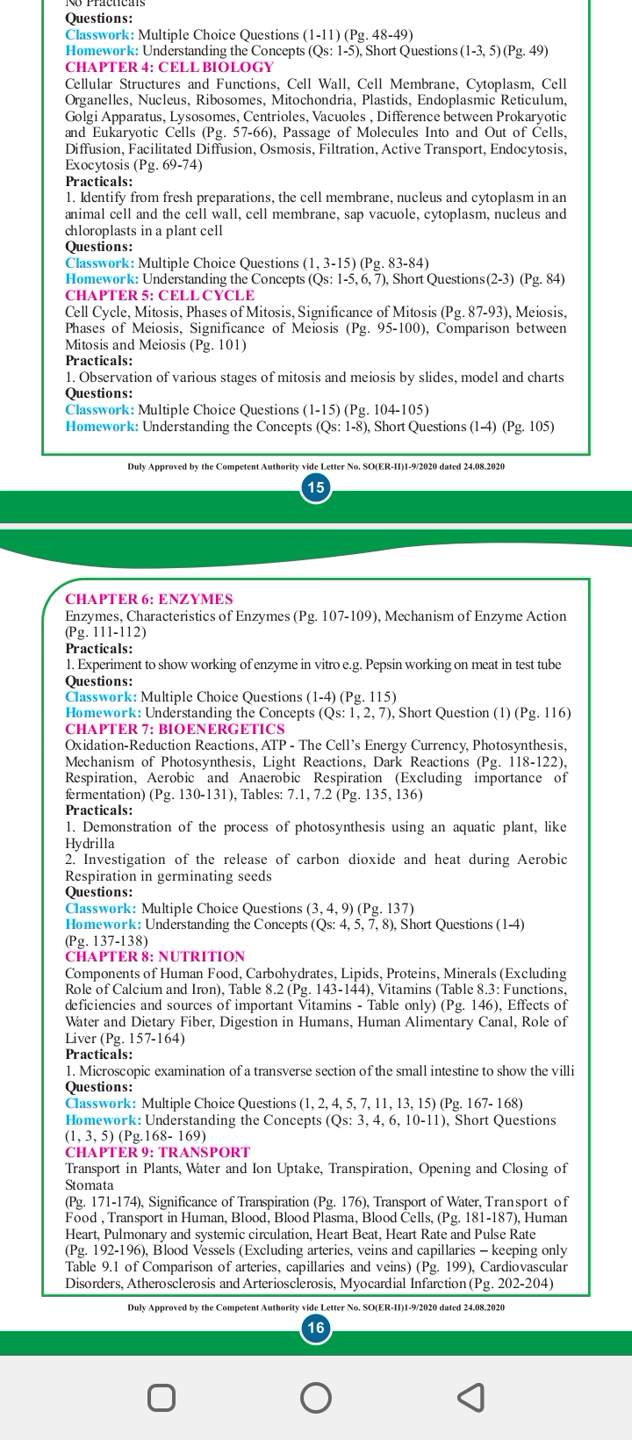 No Practicals
Questions:
Classwork: Multiple Choice Questions (1-11) (Pg. 48-49)
Homework: Understanding the Concepts (Qs: 1-5), Short Questions (1-3, 5) (Pg. 49)
CHAPTER 4: CELL BIOLOGY
Cellular Structures and Functions, Cell Wall, Cell Membrane, Cytoplasm, Cell
Organelles, Nucleus, Ribosomes, Mitochondria, Plastids, Endoplasmic Reticulum,
Golgi Apparatus, Lysosomes, Centrioles, Vacuoles , Difference between Prokaryotic
and Eukaryotic Cells (Pg. 57-66), Passage of Molecules Into and Out of Cells,
Diffusion, Facilitated Diffusion, Osmosis, Filtration, Active Transport, Endocytosis,
Exocytosis (Pg. 69-74)
Practicals:
1. Identify from fresh preparations, the cell membrane, nucleus and cytoplasm in an
animal cell and the cell wall, cell membrane, sap vacuole, cytoplasm, nucleus and
chloroplasts in a plant cell
Questions:
Classwork: Multiple Choice Questions (1, 3-15) (Pg. 83-84)
Homework: Understanding the Concepts (Qs: 1-5, 6, 7), Short Questions (2-3) (Pg. 84)
CHAPTER 5: CELL CYCLE
Cell Cycle, Mitosis, Phases of Mitosis, Significance of Mitosis (Pg. 87-93), Meiosis,
Phases of Meiosis, Significance of Meiosis (Pg. 95-100), Comparison between
Mitosis and Meiosis (Pg. 101)
Practicals:
1. Observation of various stages of mitosis and meiosis by slides, model and charts
Questions:
Classwork: Multiple Choice Questions (1-15) (Pg. 104-105)
Homework: Understanding the Concepts (Qs: 1-8), Short Questions (1-4) (Pg. 105)
Duly Approved by the Competent Authority vide Letter No. SO(ER-II)1-9/2020 dated 24.08.2020
15
CHAPTER 6: ENZYMES
Enzymes, Characteristics of Enzymes (Pg. 107-109), Mechanism of Enzyme Action
(Pg. 111-112)
Practicals:
1. Experiment to show working of enzyme in vitro e.g. Pepsin working on meat in test tube
Questions:
Classwork: Multiple Choice Questions (1-4) (Pg. 115)
Homework: Understanding the Concepts (Qs: 1, 2, 7), Short Question (1) (Pg. 116)
CHAPTER 7: BIOENERGETICS
Oxidation-Reduction Reactions, ATP - The Cell's Energy Currency, Photosynthesis,
Mechanism of Photosynthesis, Light Reactions, Dark Reactions (Pg. 118-122),
Respiration, Aerobic and Anaerobic Respiration (Excluding importance of
fermentation) (Pg. 130-131), Tables: 7.1, 7.2 (Pg. 135, 136)
Practicals:
1. Demonstration of the process of photosynthesis using an aquatic plant, like
Hydrilla
2. Investigation of the release of carbon dioxide and heat during Aerobic
Respiration in germinating seeds
Questions:
Classwork: Multiple Choice Questions (3, 4, 9) (Pg. 137)
Homework: Understanding the Concepts (Qs: 4, 5, 7, 8), Short Questions (1-4)
(Pg. 137-138)
CHAPTER 8: NUTRITION
Components of Human Food, Carbohydrates, Lipids, Proteins, Minerals (Excluding
Role of Calcium and Iron), Table 8.2 (Pg. 143-144), Vitamins (Table 8.3: Functions,
deficiencies and sources of important Vitamins - Table only) (Pg. 146), Effects of
Water and Dietary Fiber, Digestion in Humans, Human Alimentary Canal, Role of
Liver (Pg. 157-164)
Practicals:
1. Microscopic examination of a transverse section of the small intestine to show the villi
Questions:
Classwork: Multiple Choice Questions (1, 2, 4, 5, 7, 11, 13, 15) (Pg. 167- 168)
Homework: Understanding the Concepts (Qs: 3, 4, 6, 10-11), Short Questions
(1, 3, 5) (Pg.168- 169)
CHAPTER 9: TRANSPORT
Transport in Plants, Water and Ion Uptake, Transpiration, Opening and Closing of
Stomata
(Pg. 171-174), Significance of Transpiration (Pg. 176), Transport of Water, Transport of
Food , Transport in Human, Blood, Blood Plasma, Blood Cells, (Pg. 181-187), Human
Heart, Pulmonary and systemic circulation, Heart Beat, Heart Rate and Pulse Rate
(Pg. 192-196), Blood Vessels (Excluding arteries, veins and capillaries – keeping only
Table 9.1 of Comparison of arteries, capillaries and veins) (Pg. 199), Cardiovascular
Disorders, Atherosclerosis and Arteriosclerosis, Myocardial Infarction (Pg. 202-204)
Duly Approved by the Competent Authority vide Letter No. SO(ER-II)1-9/2020 dated 24.08.2020
16